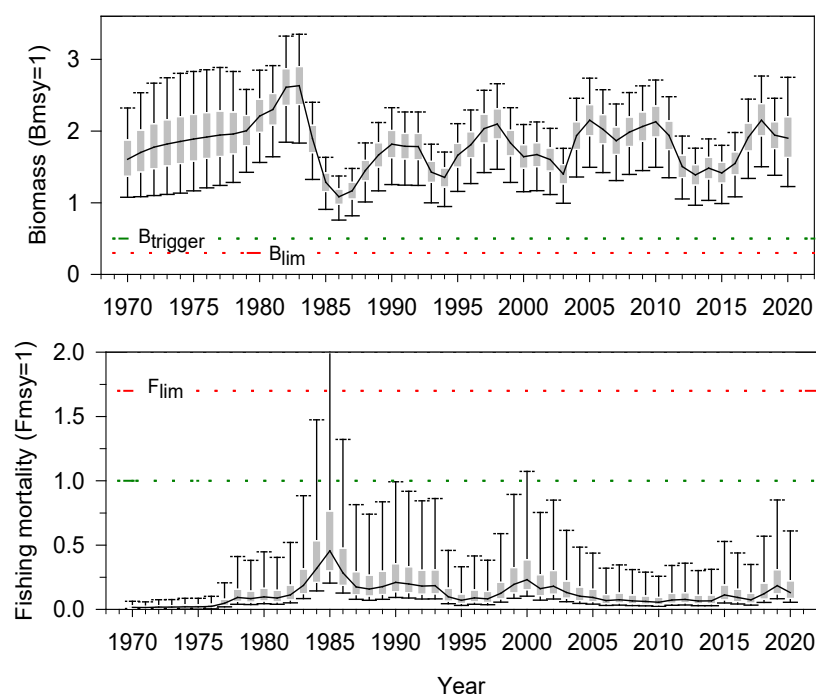 Biomass (Bmsy=1)
3
2
1
0
Btrigger
Blim
1970 1975 1980 1985 1990 1995 2000 2005 2010 2015 2020
Fishing mortality (Fmsy=1)
2.0
1.5
1.0
0.5
0.0
Flim
1970 1975 1980 1985 1990 1995 2000 2005 2010 2015 2020
Year